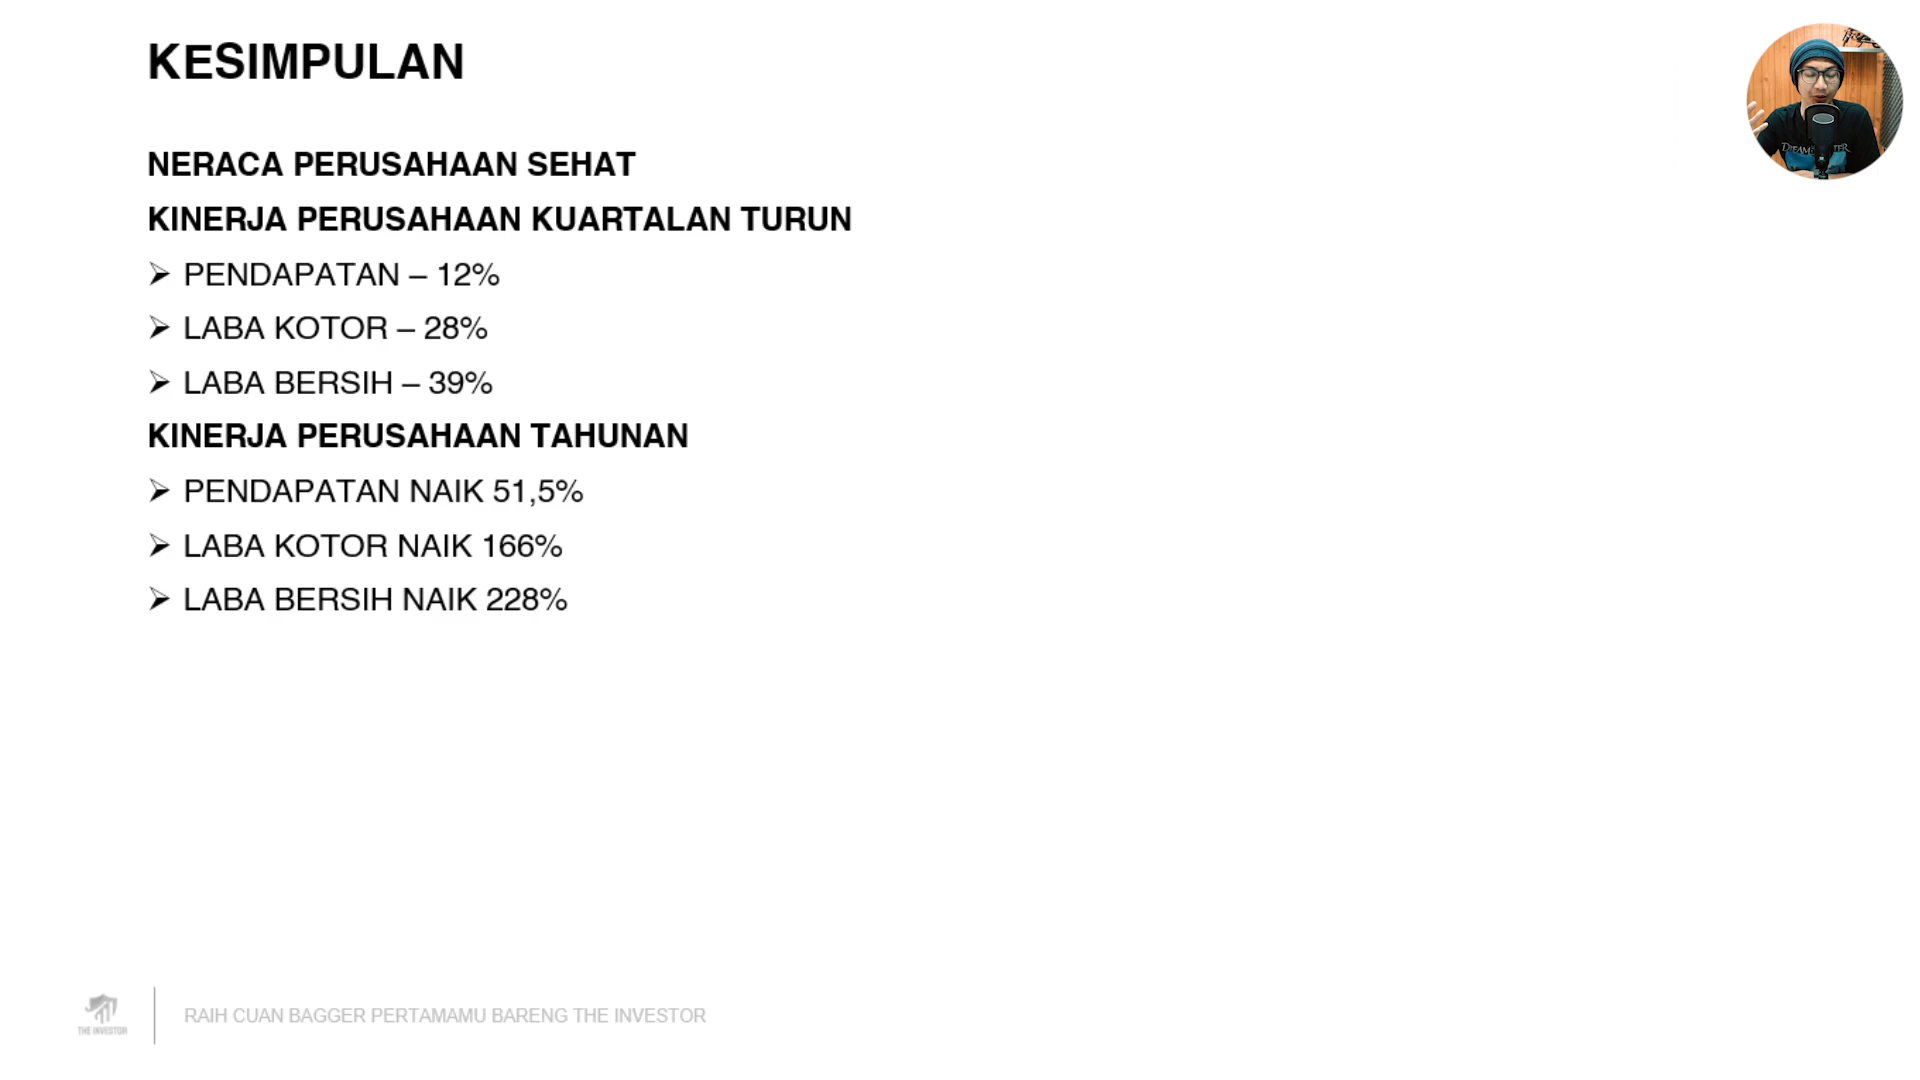 KESIMPULAN
NERACA PERUSAHAAN SEHAT
KINERJA PERUSAHAAN KUARTALAN TURUN
➢ PENDAPATAN – 12%
➢ LABA KOTOR – 28%
➢ LABA BERSIH – 39%
KINERJA PERUSAHAAN TAHUNAN
➢ PENDAPATAN NAIK 51,5%
➢ LABA KOTOR NAIK 166%
➢ LABA BERSIH NAIK 228%
THE INVESTOR
RAIH CUAN BAGGER PERTAMAMU BARENG THE INVESTOR